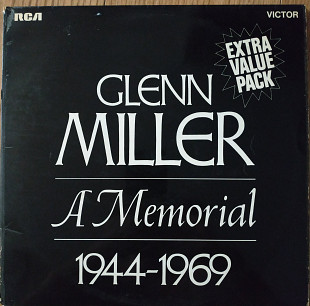 RCA
VICTOR
EXTRA
VALUE
PACK
GLENN
MILLER
A Memorial
1944-1969